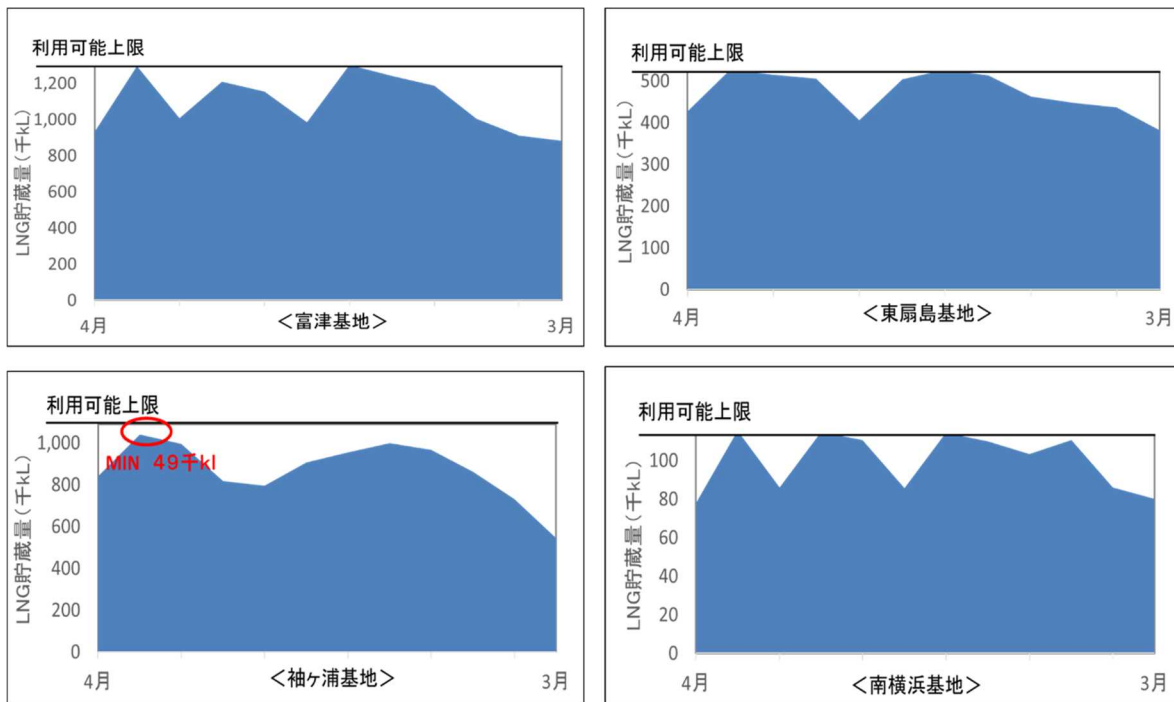 利用可能上限
LNG貯蔵量(千kL)
1,200
1,000
800
600
400
200
0
4月
3月
＜富津基地＞
利用可能上限
LNG貯蔵量(千kL)
500
400
300
200
100
0
4月
3月
＜東扇島基地＞
利用可能上限
MIN 49千kl
LNG貯蔵量(千kL)
1,000
800
600
400
200
0
4月
3月
＜袖ヶ浦基地＞
利用可能上限
LNG貯蔵量(千kL)
100
80
60
40
20
0
4月
3月
＜南横浜基地＞